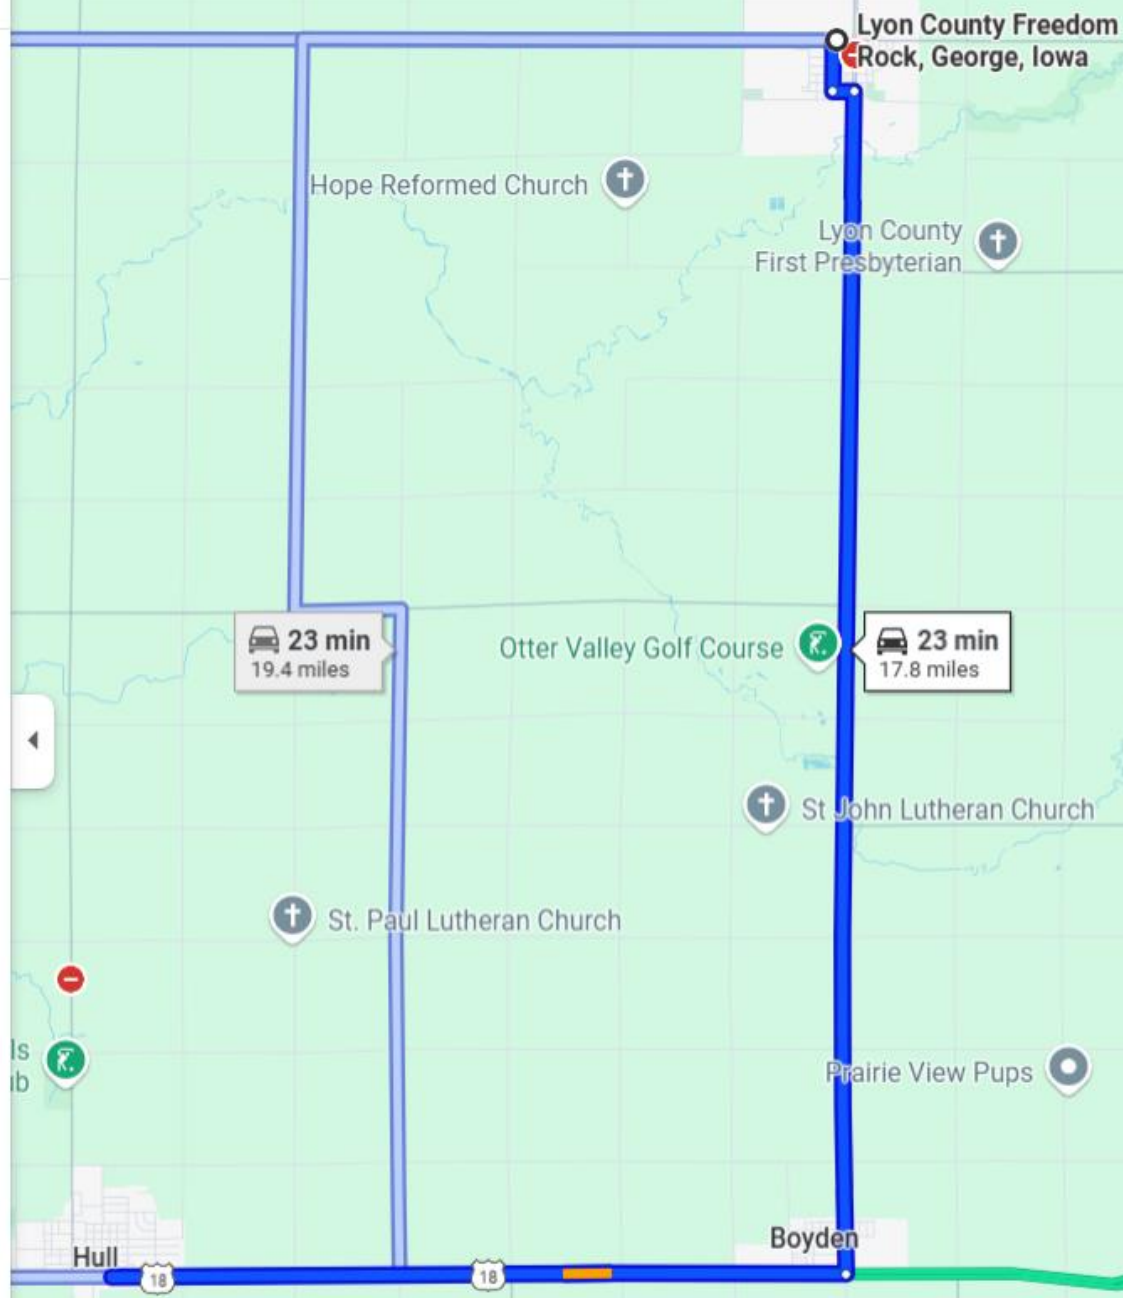 Lyon County Freedom
Rock, George, Iowa
Hope Reformed Church
Lyon County
First Presbyterian
23 min
19.4 miles
Otter Valley Golf Course
23 min
17.8 miles
St John Lutheran Church
St. Paul Lutheran Church
ls
ub
Prairie View Pups
Boyden
Hull
18
18